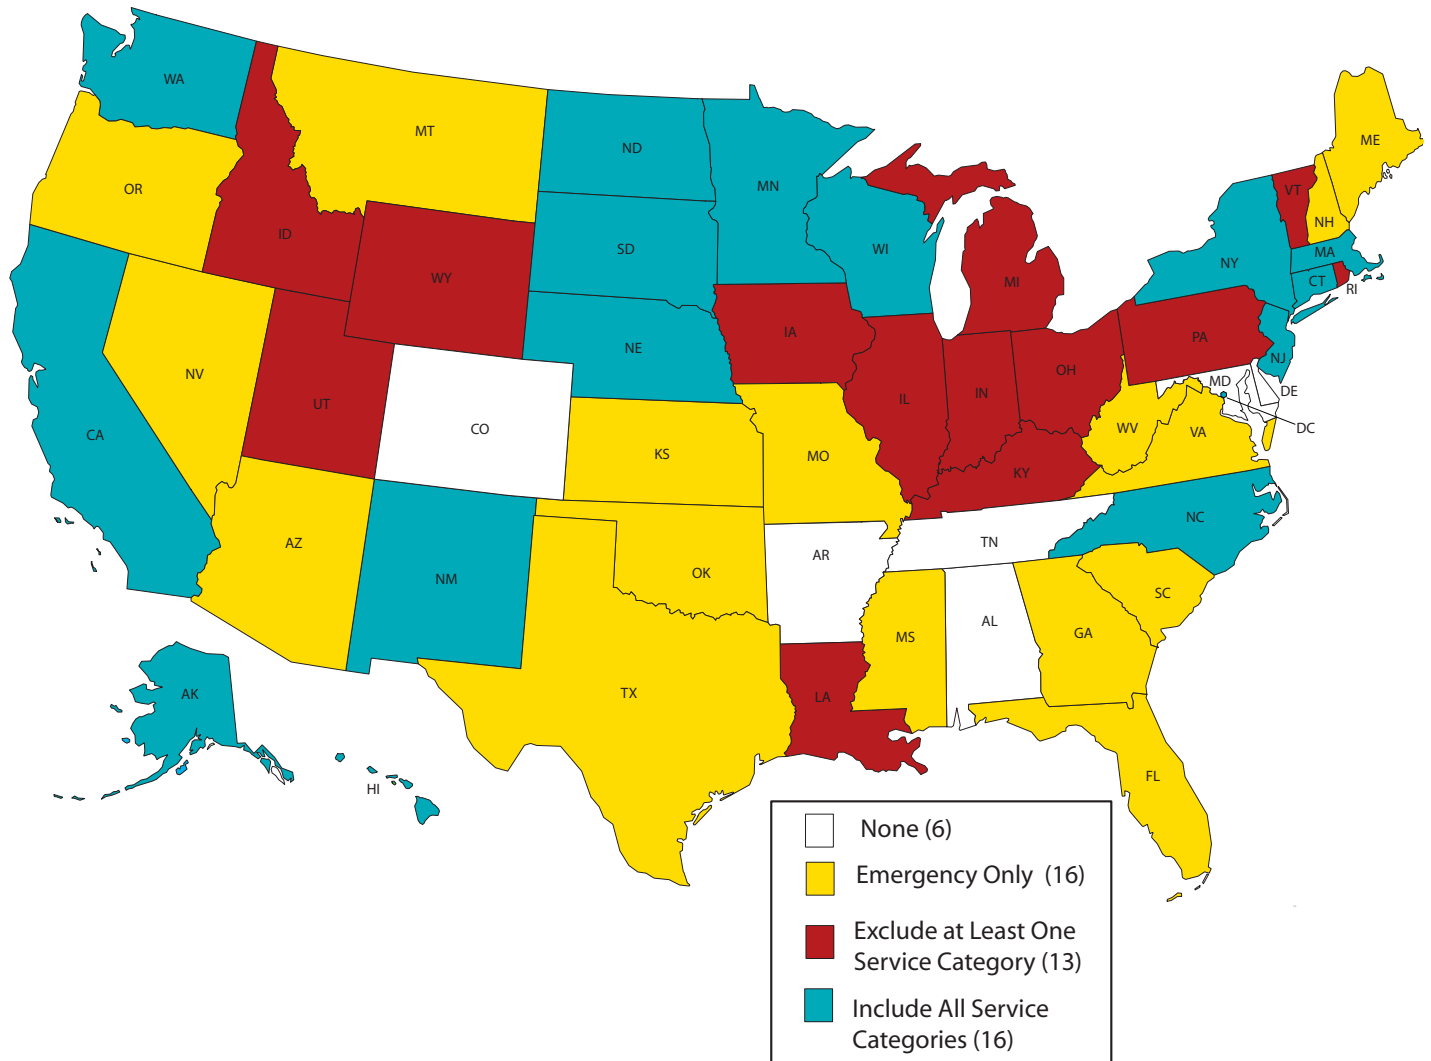 WA
MT
ND
MN
ME
OR
VT
NH
ID
SD
WI
NY
MA
WY
MI
CT
RI
IA
PA
NE
NJ
NV
OH
MD
DE
UT
IN
IL
CO
WV
VA
DC
CA
KS
MO
KY
NC
AZ
AR
TN
NM
OK
SC
MS
AL
GA
AK
TX
LA
HI
FL
None (6)
Emergency Only (16)
Exclude at Least One
Service Category (13)
Include All Service
Categories (16)